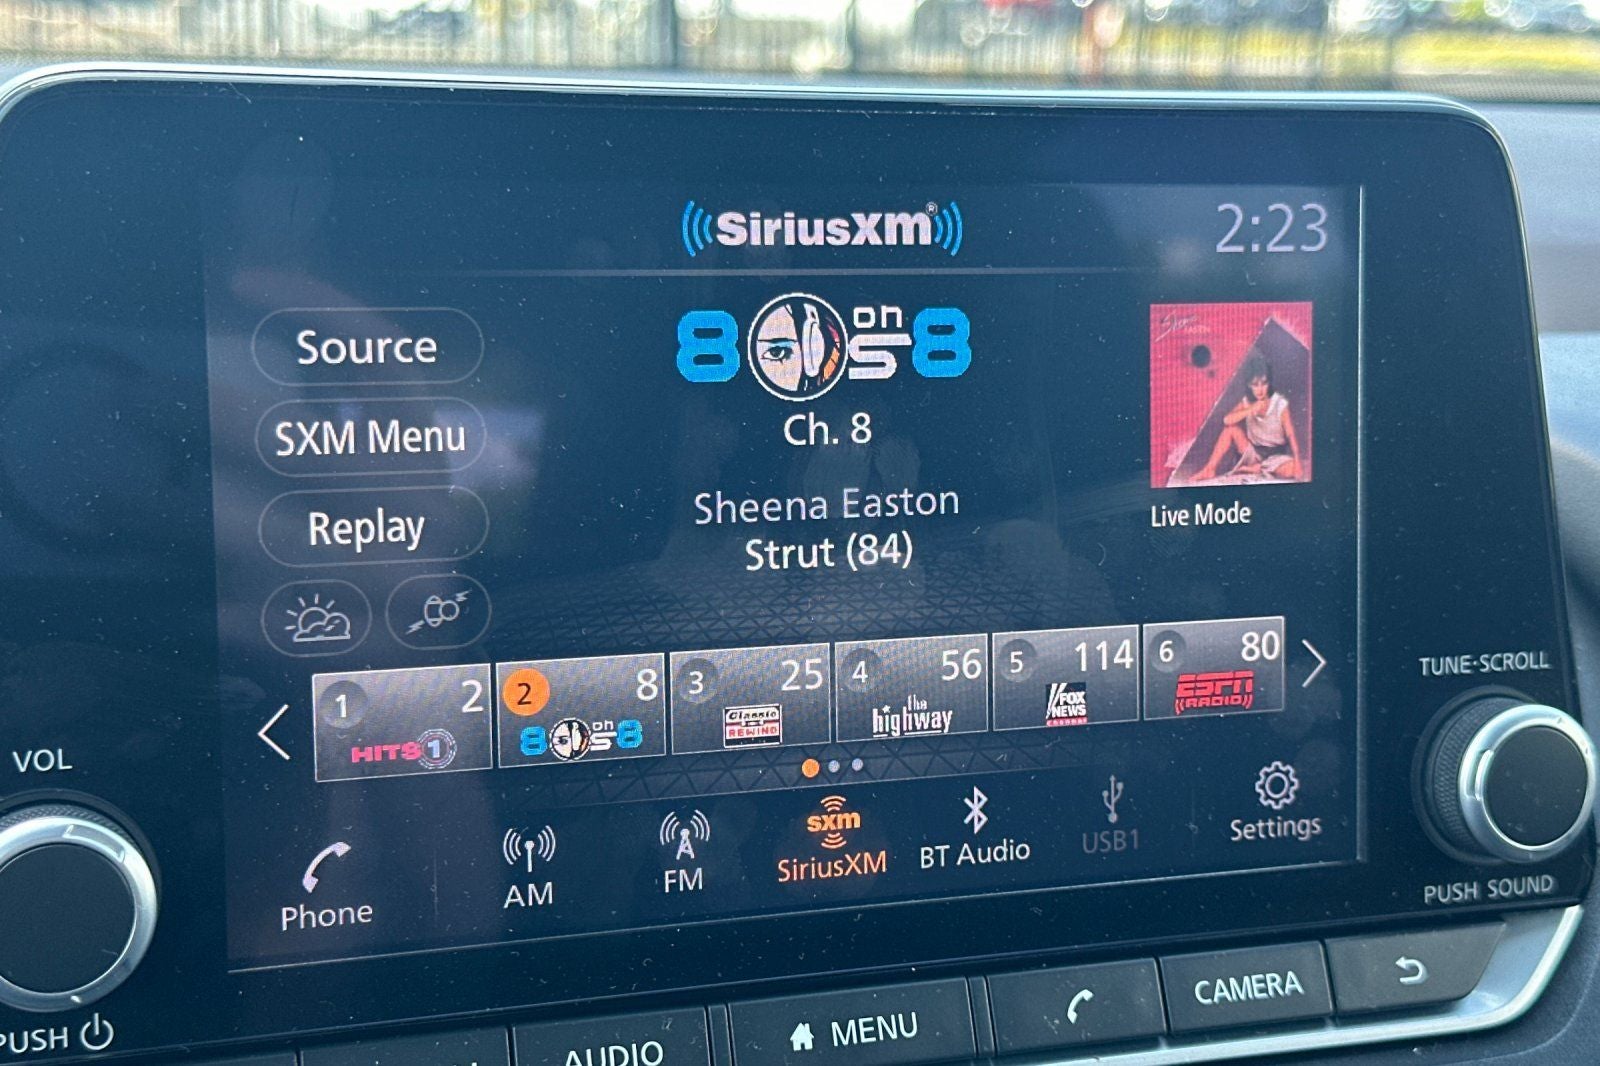 SiriusXM®
2:23
8 on 8
Source
SXM Menu
Replay
Ch. 8
Sheena Easton
Strut (84)
Sheena
EASTON
Live Mode
1 2
HITS 1
2 8
8 on 8
3 25
Classic
REWIND
4 56
the
highway
5 114
FOX
NEWS
channel
6 80
ESPN
RADIO
Phone
AM
FM
sxm
SiriusXM
BT Audio
USB1
Settings
VOL
PUSH
TUNE·SCROLL
PUSH SOUND
AUDIO
MENU
CAMERA